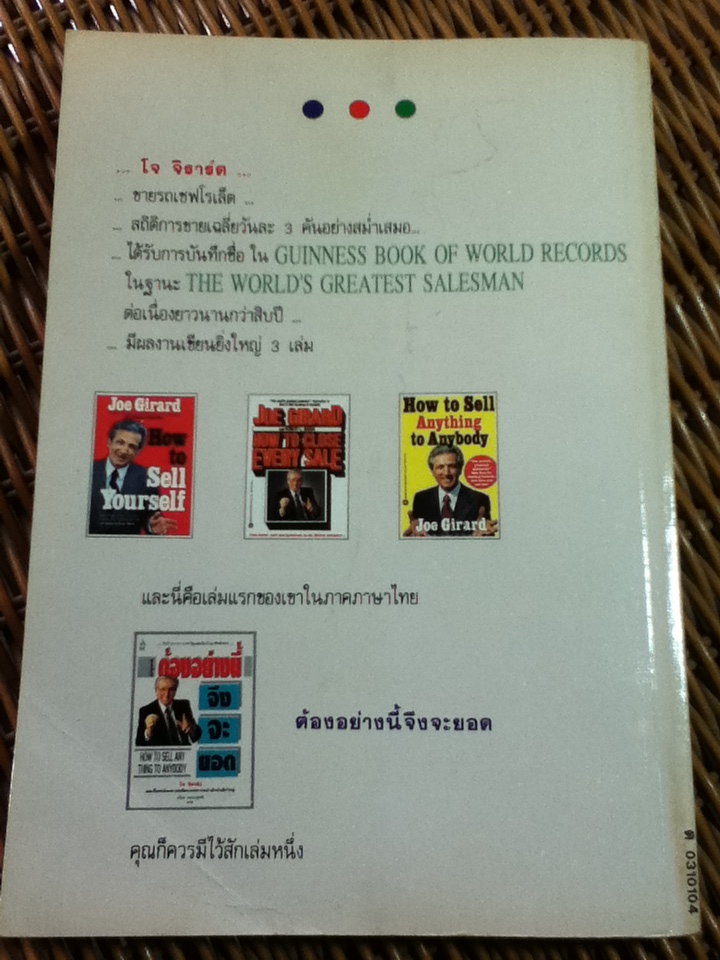 ... โจ จิราร์ด ...
... ขายรถเชฟโรเล็ต ...
... สถิติการขายเฉลี่ยวันละ 3 คันอย่างสม่ำเสมอ...
... ได้รับการบันทึกชื่อ ใน GUINNESS BOOK OF WORLD RECORDS
ในฐานะ THE WORLD'S GREATEST SALESMAN
ต่อเนื่องยาวนานกว่าสิบปี ...
... มีผลงานเขียนยิ่งใหญ่ 3 เล่ม
Joe Girard
How
to
Sell
Yourself
JOE GIRARD
HOW TO CLOSE
EVERY SALE
How to Sell
Anything
to Anybody
Joe Girard
และนี่คือเล่มแรกของเขาในภาคภาษาไทย
ต้องอย่างนี้
จึง
จะ
ยอด
HOW TO SELL ANY
THING TO ANYBODY
โจ จิราร์ด
ต้องอย่างนี้จึงจะยอด
คุณก็ควรมีไว้สักเล่มหนึ่ง
ต 0310104